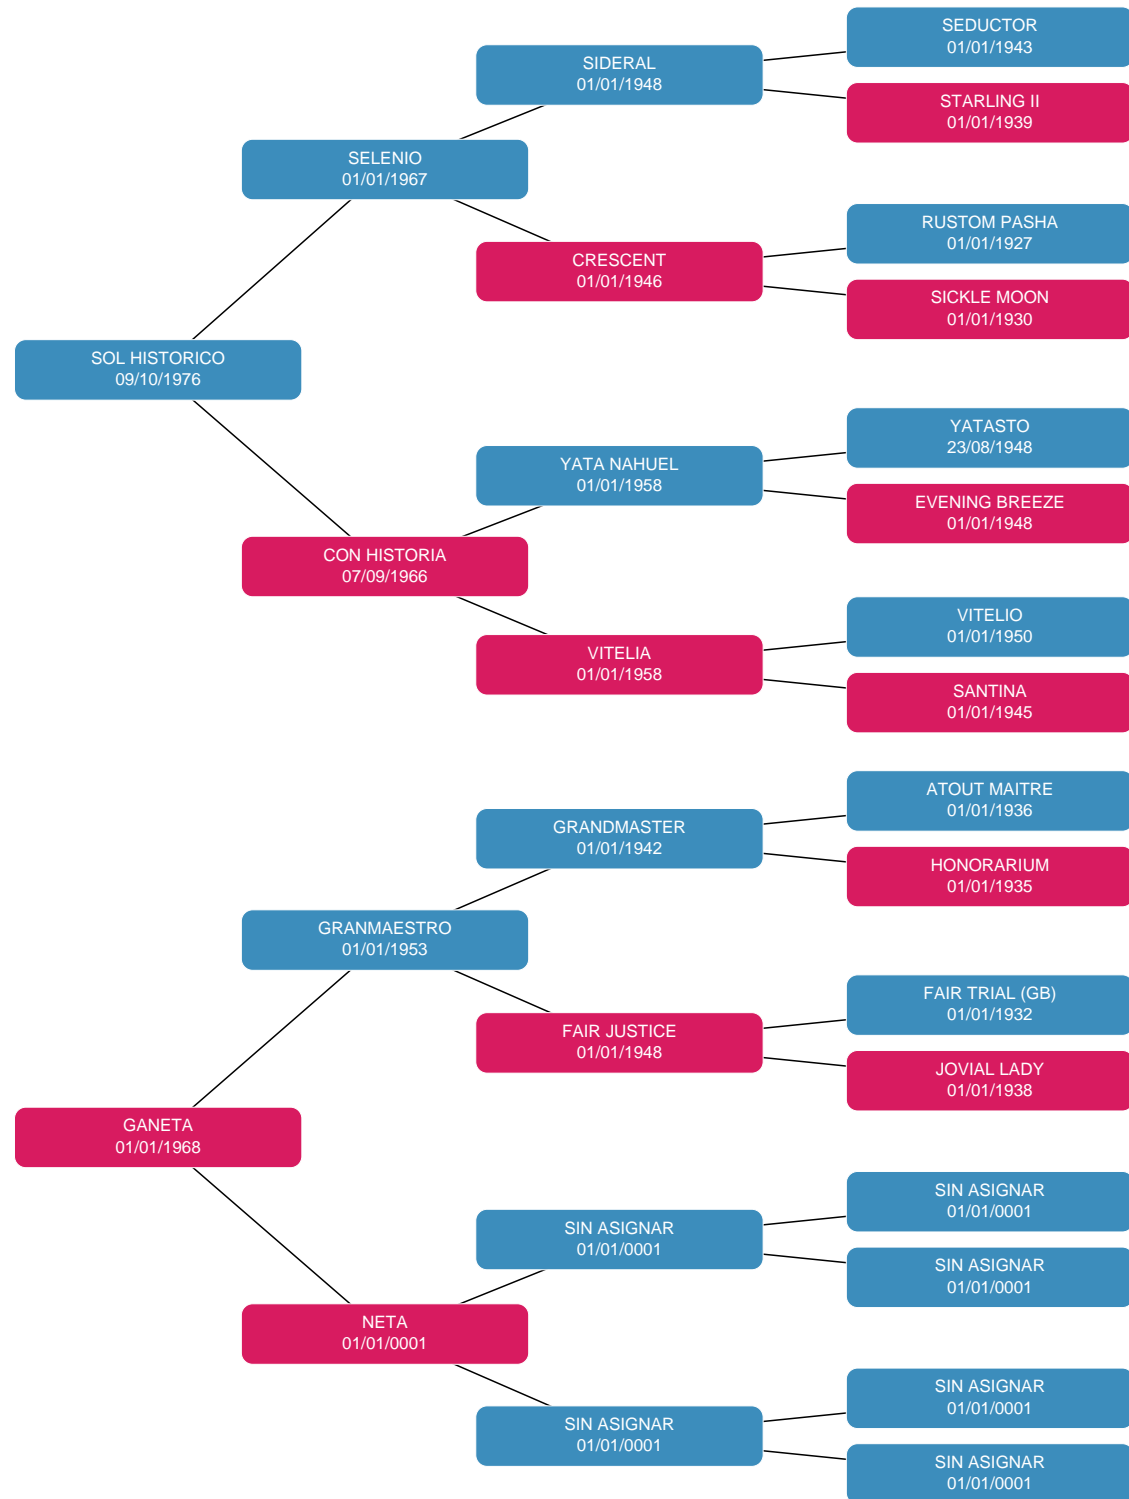 SEDUCTOR
01/01/1943
SIDERAL
01/01/1948
STARLING II
01/01/1939
SELENIO
01/01/1967
RUSTOM PASHA
01/01/1927
CRESCENT
01/01/1946
SICKLE MOON
01/01/1930
SOL HISTORICO
09/10/1976
YATASTO
23/08/1948
YATA NAHUEL
01/01/1958
EVENING BREEZE
01/01/1948
CON HISTORIA
07/09/1966
VITELIO
01/01/1950
VITELIA
01/01/1958
SANTINA
01/01/1945
ATOUT MAITRE
01/01/1936
GRANDMASTER
01/01/1942
HONORARIUM
01/01/1935
GRANMAESTRO
01/01/1953
FAIR TRIAL (GB)
01/01/1932
FAIR JUSTICE
01/01/1948
JOVIAL LADY
01/01/1938
GANETA
01/01/1968
SIN ASIGNAR
01/01/0001
SIN ASIGNAR
01/01/0001
SIN ASIGNAR
01/01/0001
NETA
01/01/0001
SIN ASIGNAR
01/01/0001
SIN ASIGNAR
01/01/0001
SIN ASIGNAR
01/01/0001